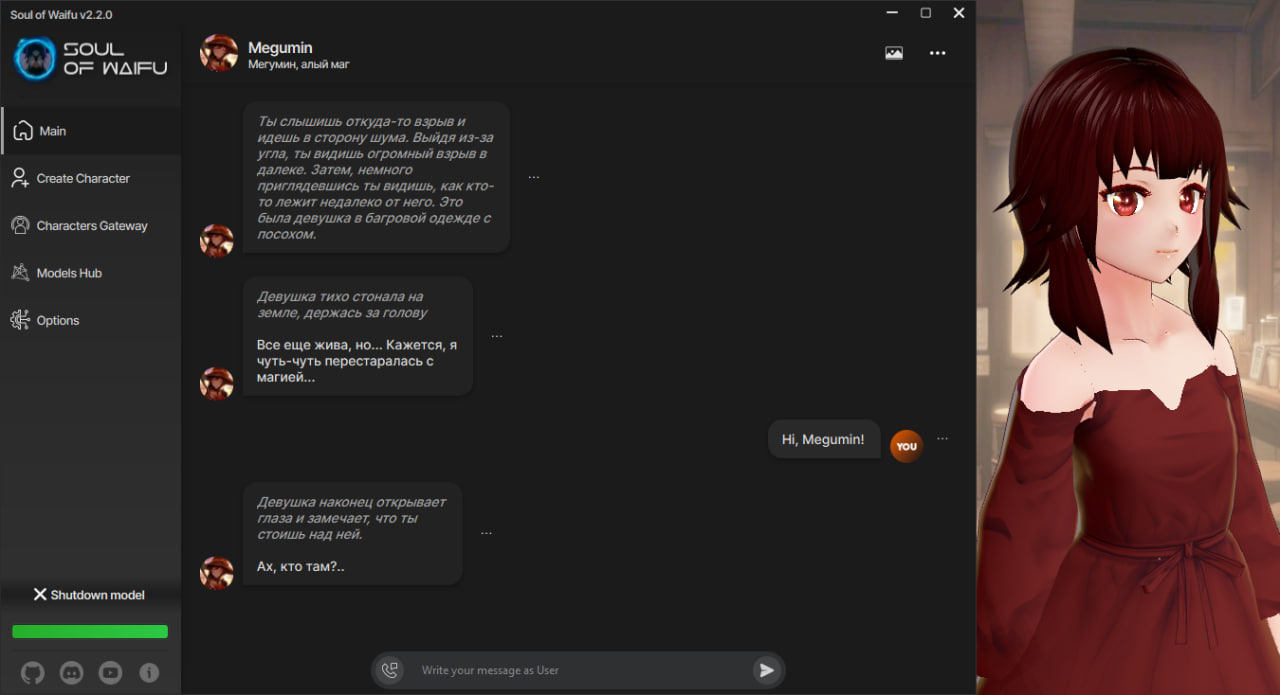 Soul of Waifu v2.2.0
SOUL
OF WAIFU
Main
Create Character
Characters Gateway
Models Hub
Options
Shutdown model
Megumin
Мегумин, алый маг
Ты слышишь откуда-то взрыв и
идешь в сторону шума. Выйдя из-за
угла, ты видишь огромный взрыв в
далеке. Затем, немного
приглядевшись ты видишь, как кто-
то лежит недалеко от него. Это
была девушка в багровой одежде с
посохом.
...
Девушка тихо стонала на
земле, держась за голову
Все еще жива, но... Кажется, я
чуть-чуть перестаралась с
магией...
...
Hi, Megumin!
YOU
...
Девушка наконец открывает
глаза и замечает, что ты
стоишь над ней.
Ах, кто там?..
...
Write your message as User